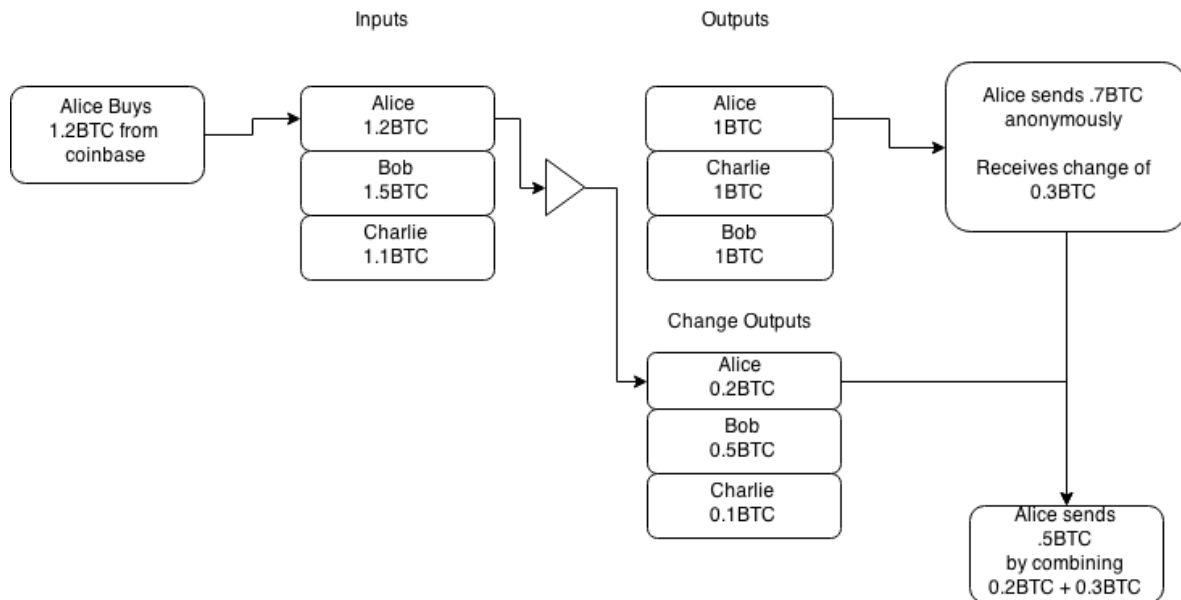 Inputs
Outputs
Alice Buys
1.2BTC from
coinbase
Alice
1.2BTC
Bob
1.5BTC
Charlie
1.1BTC
Alice
1BTC
Charlie
1BTC
Bob
1BTC
Alice sends .7BTC
anonymously
Receives change of
0.3BTC
Change Outputs
Alice
0.2BTC
Bob
0.5BTC
Charlie
0.1BTC
Alice sends
.5BTC
by combining
0.2BTC + 0.3BTC